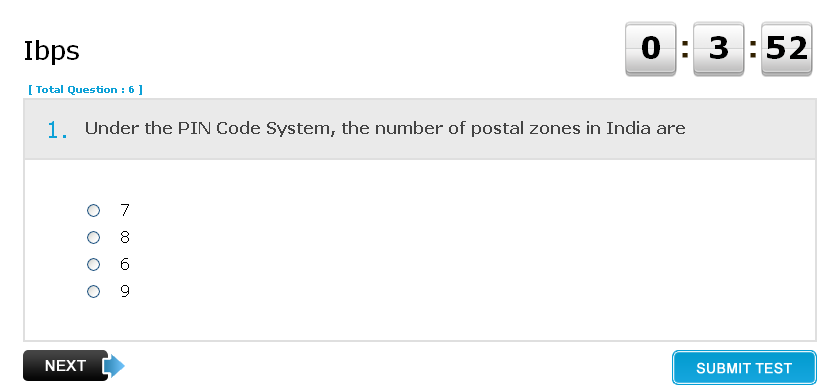 Ibps
0 : 3 : 52
[ Total Question : 6 ]
1. Under the PIN Code System, the number of postal zones in India are
7
8
6
9
NEXT
SUBMIT TEST